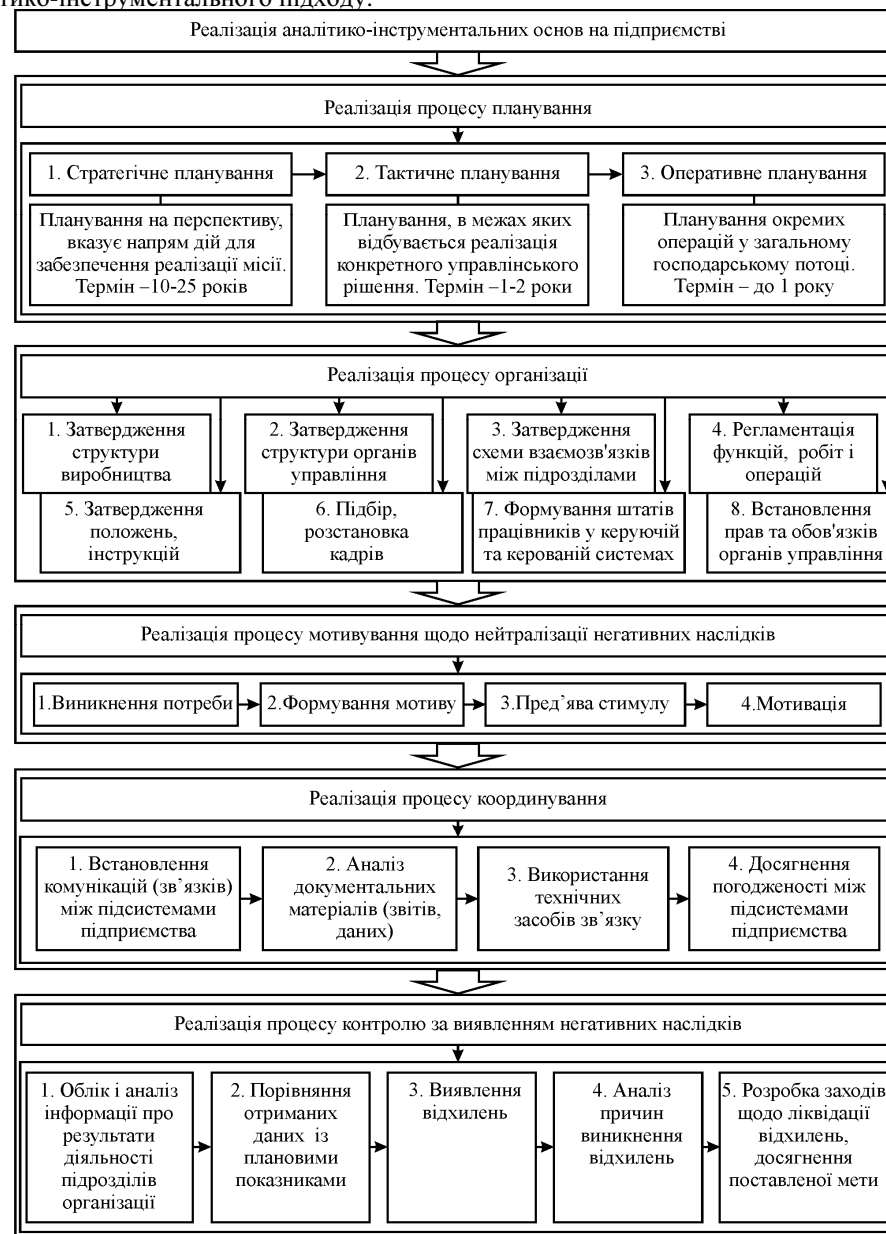 тико-інструментального підходу.
Реалізація аналітико-інструментальних основ на підприємстві
Реалізація процесу планування
1. Стратегічне планування
2. Тактичне планування
3. Оперативне планування
Планування на перспективу,
вказує напрям дій для
забезпечення реалізації місії.
Термін –10-25 років
Планування, в межах яких
відбувається реалізація
конкретного управлінського
рішення. Термін –1-2 роки
Планування окремих
операцій у загальному
господарському потоці.
Термін – до 1 року
Реалізація процесу організації
1. Затвердження
структури
виробництва
2. Затвердження
структури органів
управління
3. Затвердження
схеми взаємозв'язків
між підрозділами
4. Регламентація
функцій, робіт і
операцій
5. Затвердження
положень,
інструкцій
6. Підбір,
розстановка
кадрів
7. Формування штатів
працівників у керуючій
та керованій системах
8. Встановлення
прав та обов'язків
органів управління
Реалізація процесу мотивування щодо нейтралізації негативних наслідків
1.Виникнення потреби
2.Формування мотиву
3.Пред’ява стимулу
4.Мотивація
Реалізація процесу координування
1. Встановлення
комунікацій (зв’язків)
між підсистемами
підприємства
2. Аналіз
документальних
матеріалів (звітів,
даних)
3. Використання
технічних
засобів зв’язку
4. Досягнення
погодженості між
підсистемами
підприємства
Реалізація процесу контролю за виявленням негативних наслідків
1. Облік і аналіз
інформації про
результати
діяльності
підрозділів
організації
2. Порівняння
отриманих
даних із
плановими
показниками
3. Виявлення
відхилень
4. Аналіз
причин
виникнення
відхилень
5. Розробка заходів
щодо ліквідації
відхилень,
досягнення
поставленої мети